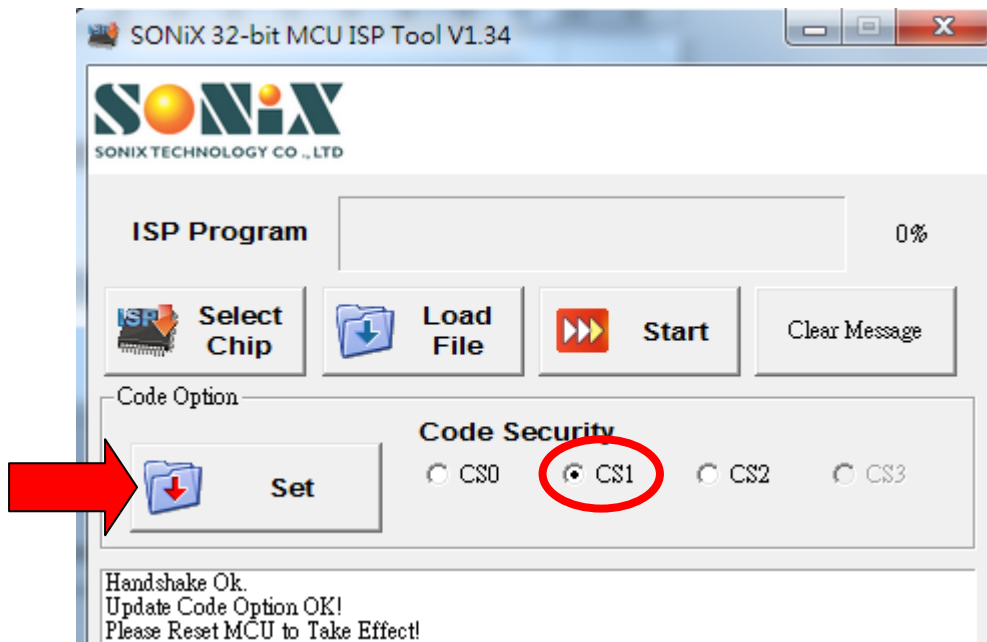 SONiX 32-bit MCU ISP Tool V1.34
SONiX
SONIX TECHNOLOGY CO., LTD
ISP Program
0%
ISP
Select Chip
Load File
Start
Clear Message
Code Option
Code Security
Set
CS0
CS1
CS2
CS3
Handshake Ok.
Update Code Option OK!
Please Reset MCU to Take Effect!